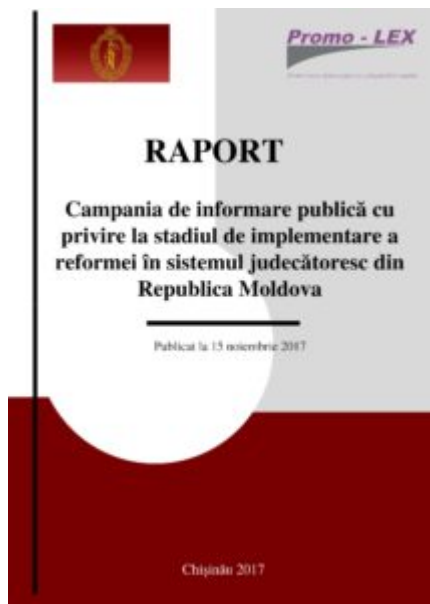 Promo - LEX
RAPORT
Campania de informare publică cu
privire la stadiul de implementare a
reformei în sistemul judecătoresc din
Republica Moldova
Publicat la 15 noiembrie 2017
Chișinău 2017